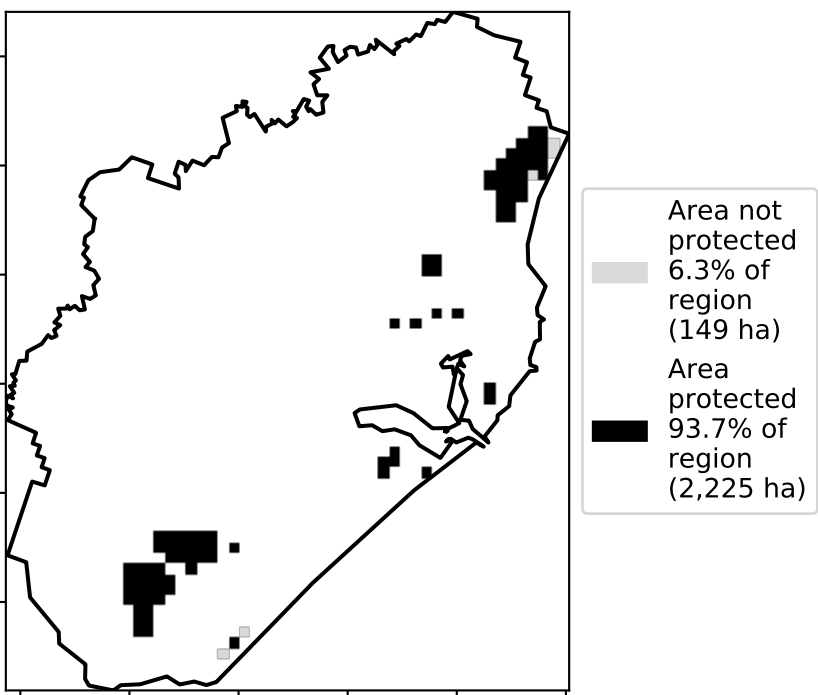 Area not
protected
6.3% of
region
(149 ha)
Area
protected
93.7% of
region
(2,225 ha)